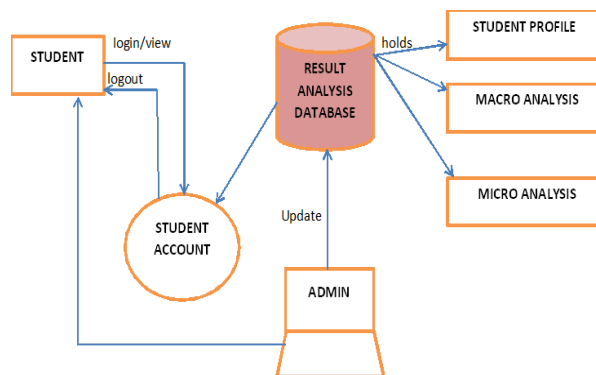 STUDENT
login/view
logout
RESULT
ANALYSIS
DATABASE
holds
STUDENT PROFILE
MACRO ANALYSIS
MICRO ANALYSIS
STUDENT
ACCOUNT
Update
ADMIN